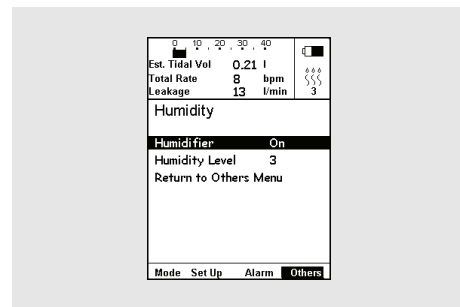 0 10 20 30 40
Est. Tidal Vol 0.21 l
Total Rate 8 bpm
Leakage 13 l/min 3
Humidity
Humidifier On
Humidity Level 3
Return to Others Menu
Mode Set Up Alarm Others